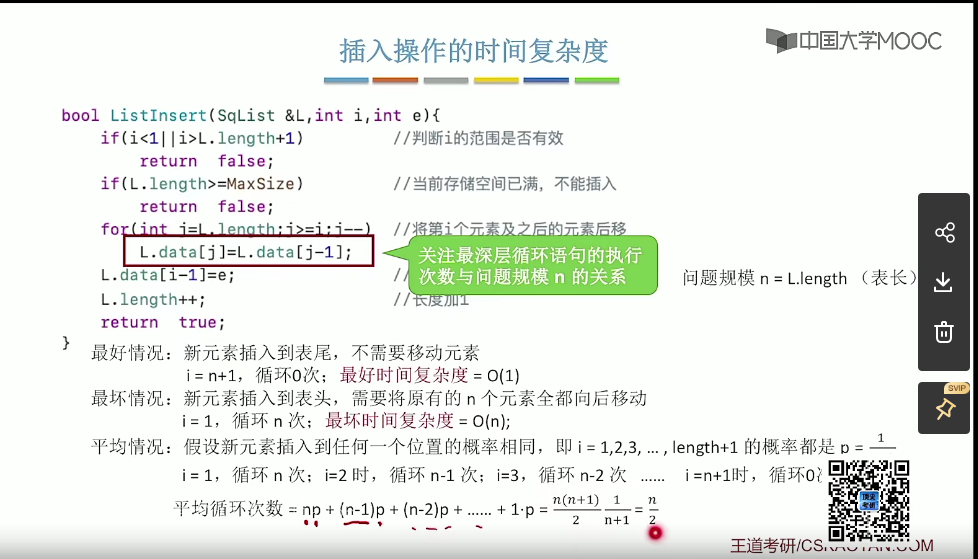 插入操作的时间复杂度
中国大学MOOC
bool ListInsert(SqList &L,int i,int e){
if(i<1||i>L.length+1) //判断i的范围是否有效
return false;
if(L.length>=MaxSize) //当前存储空间已满，不能插入
return false;
for(int j=L.length;j>=i;j--) //将第i个元素及之后的元素后移
L.data[j]=L.data[j-1];
关注最深层循环语句的执行
次数与问题规模 n 的关系
L.data[i-1]=e; //
问题规模 n = L.length （表长）
L.length++; //长度加1
return true;
}
最好情况：新元素插入到表尾，不需要移动元素
i = n+1，循环0次；最好时间复杂度 = O(1)
最坏情况：新元素插入到表头，需要将原有的 n 个元素全都向后移动
i = 1，循环 n 次；最坏时间复杂度 = O(n);
平均情况：假设新元素插入到任何一个位置的概率相同，即 i = 1,2,3, … , length+1 的概率都是 p = 1
i = 1，循环 n 次；i=2 时，循环 n-1 次；i=3，循环 n-2 次 …… i =n+1时，循环0
平均循环次数 = np + (n-1)p + (n-2)p + …… + 1·p = n(n+1)/2 1/n+1 = n/2
王道考研/CSKAOYAN.COM
SVIP